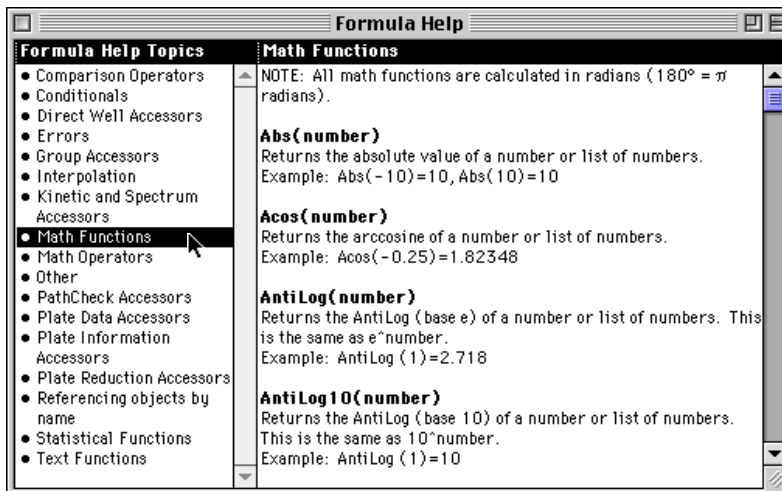 Formula Help
Formula Help Topics
• Comparison Operators
• Conditionals
• Direct Well Accessors
• Errors
• Group Accessors
• Interpolation
• Kinetic and Spectrum
Accessors
• Math Functions
• Math Operators
• Other
• PathCheck Accessors
• Plate Data Accessors
• Plate Information
Accessors
• Plate Reduction Accessors
• Referencing objects by
name
• Statistical Functions
• Text Functions
Math Functions
NOTE: All math functions are calculated in radians (180° = π
radians).
Abs(number)
Returns the absolute value of a number or list of numbers.
Example: Abs(-10)=10, Abs(10)=10
Acos(number)
Returns the arccosine of a number or list of numbers.
Example: Acos(-0.25)=1.82348
AntiLog(number)
Returns the AntiLog (base e) of a number or list of numbers. This
is the same as e^number.
Example: AntiLog (1)=2.718
AntiLog10(number)
Returns the AntiLog (base 10) of a number or list of numbers.
This is the same as 10^number.
Example: AntiLog (1)=10